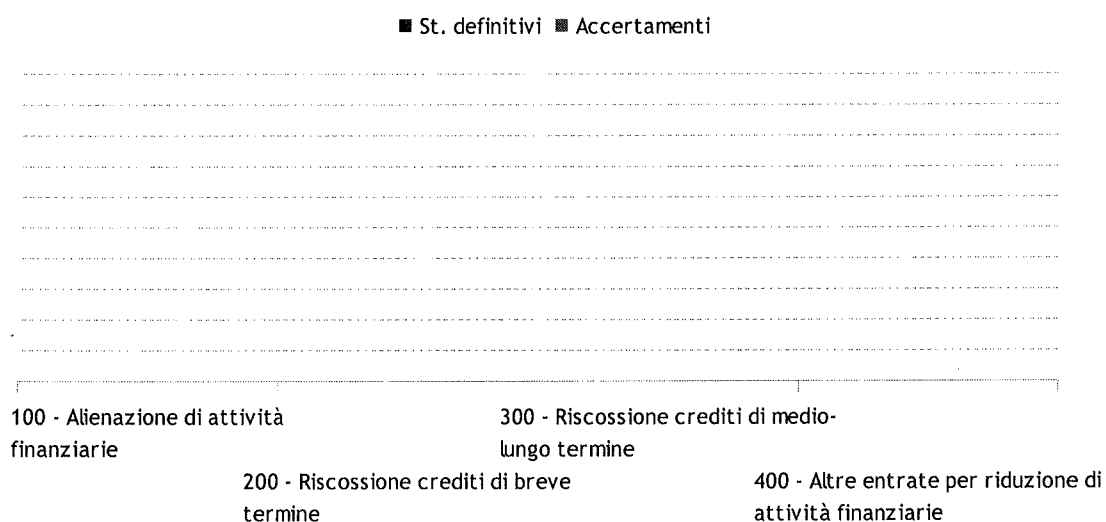 ■ St. definitivi ■ Accertamenti
100 - Alienazione di attività
finanziarie
200 - Riscossione crediti di breve
termine
300 - Riscossione crediti di medio-
lungo termine
400 - Altre entrate per riduzione di
attività finanziarie